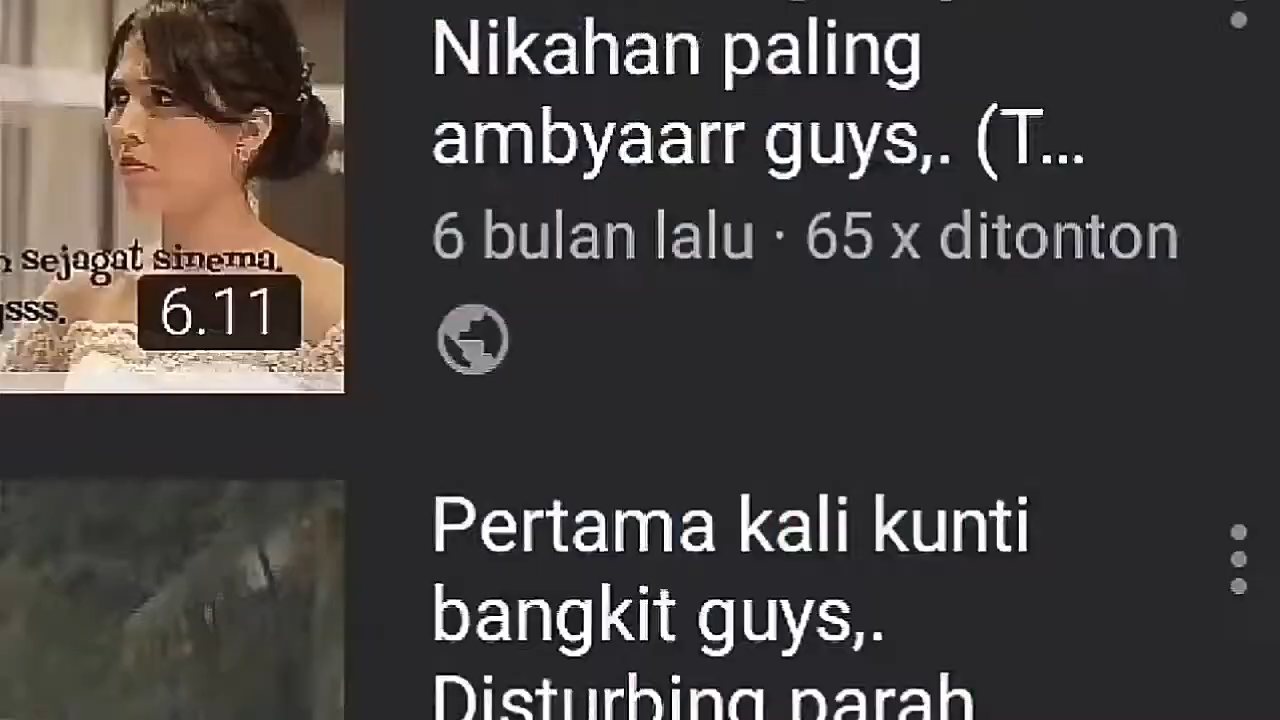 Nikahan paling
ambyaarr guys,. (T...
6 bulan lalu · 65 x ditonton
sejagat sinema.
sss.
6.11
Pertama kali kunti
bangkit guys,.
Disturbing parah